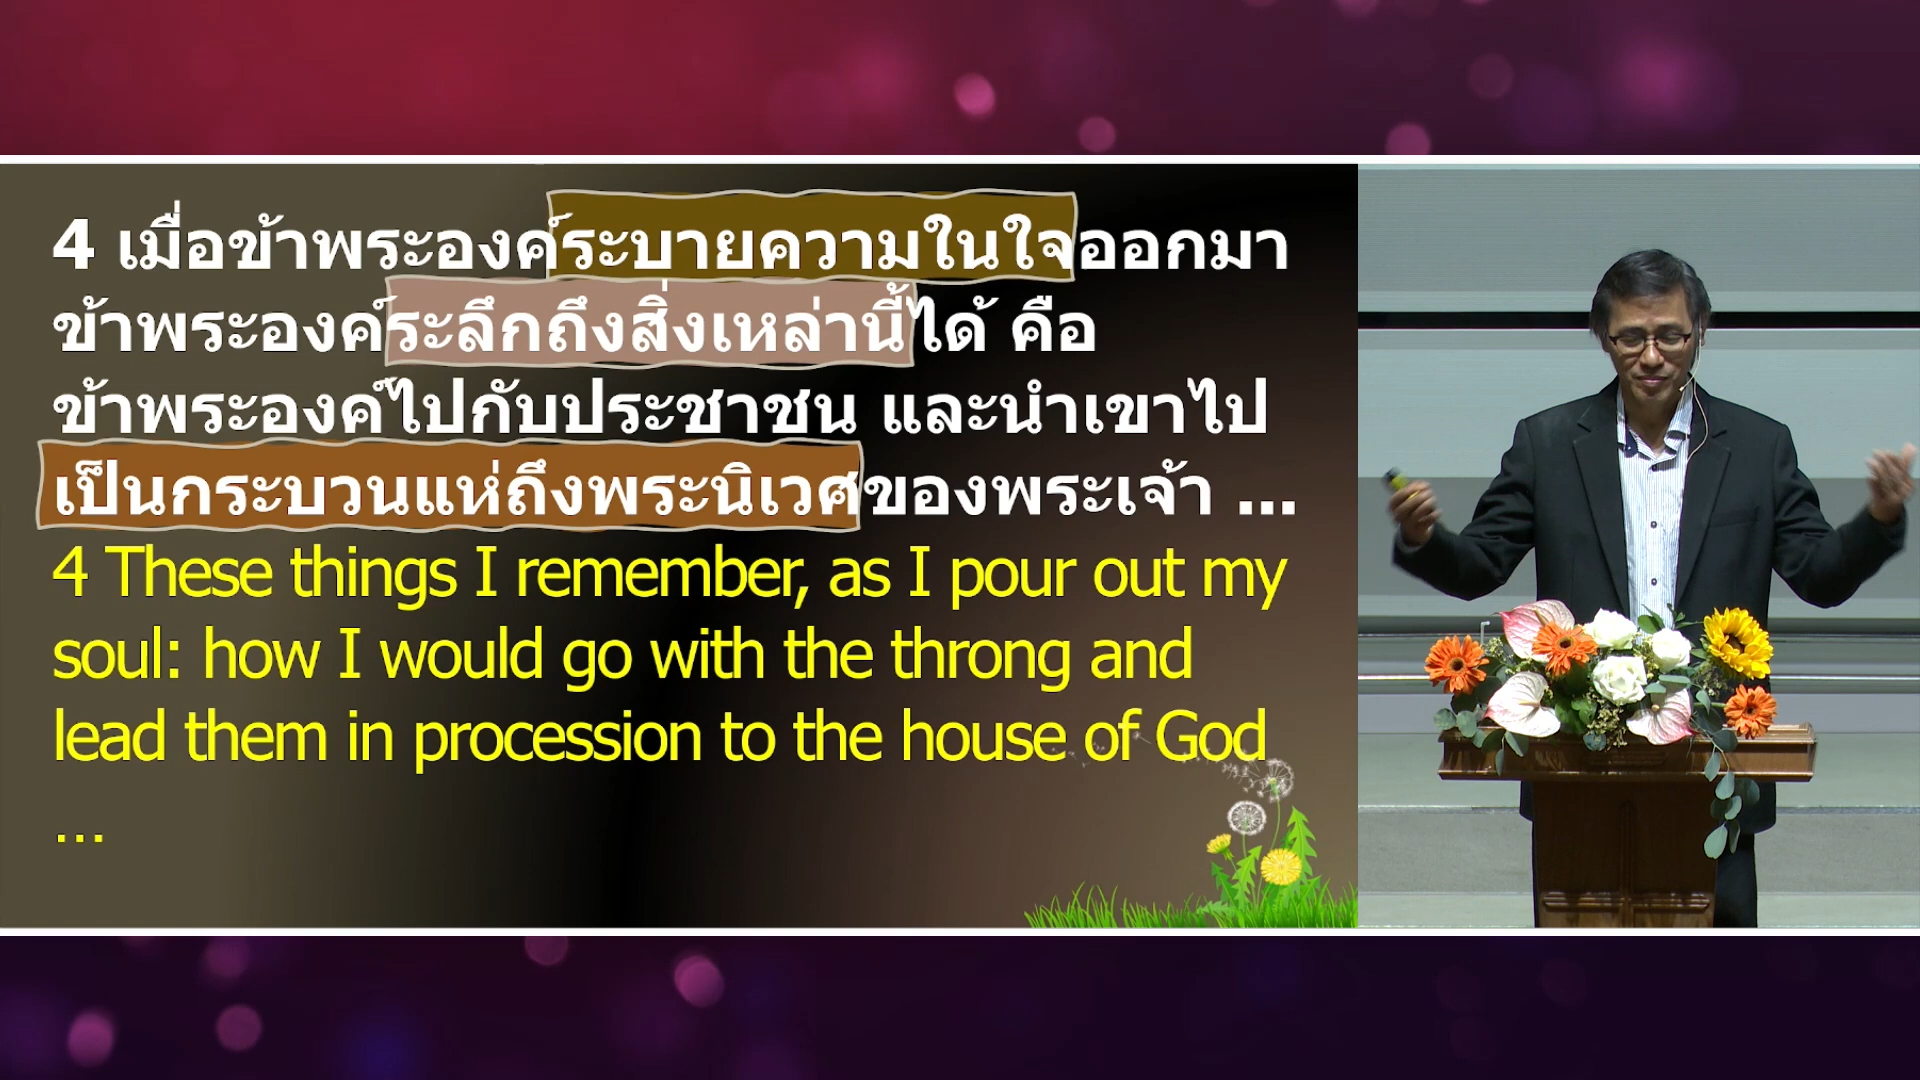 4 เมื่อข้าพระองค์ระบายความในใจออกมา
ข้าพระองค์ระลึกถึงสิ่งเหล่านี้ได้ คือ
ข้าพระองค์ไปกับประชาชน และนำเขาไป
เป็นกระบวนแห่ถึงพระนิเวศของพระเจ้า ...
4 These things I remember, as I pour out my
soul: how I would go with the throng and
lead them in procession to the house of God
...